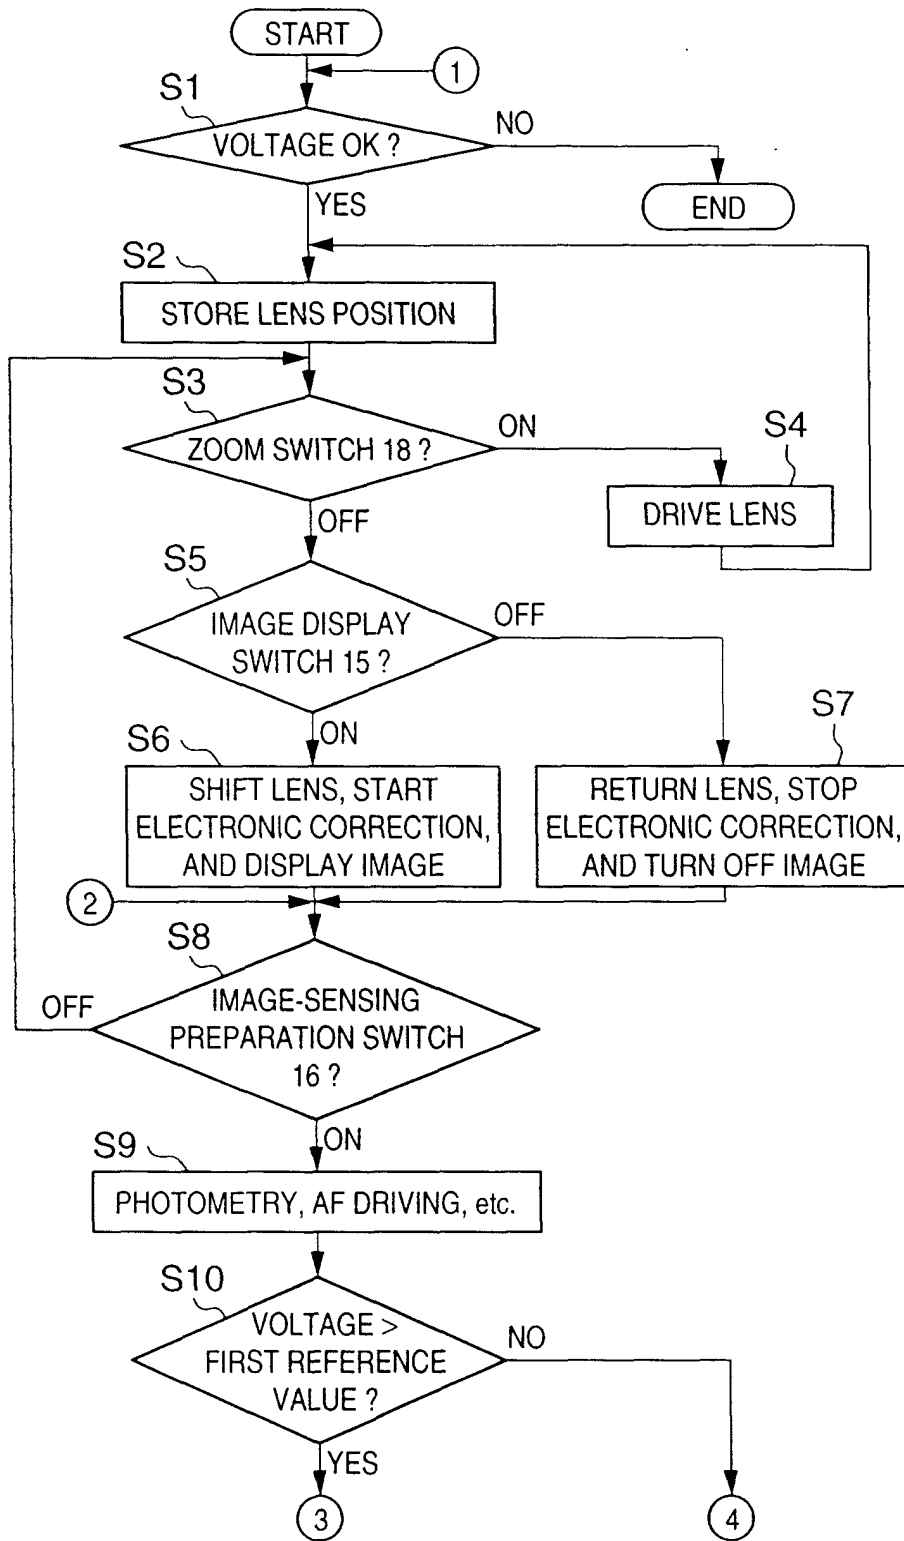 START
1
S1
VOLTAGE OK ?
NO
YES
END
S2
STORE LENS POSITION
S3
ZOOM SWITCH 18 ?
ON
S4
DRIVE LENS
OFF
S5
IMAGE DISPLAY
SWITCH 15 ?
OFF
ON
S6
SHIFT LENS, START
ELECTRONIC CORRECTION,
AND DISPLAY IMAGE
S7
RETURN LENS, STOP
ELECTRONIC CORRECTION,
AND TURN OFF IMAGE
2
S8
OFF
IMAGE-SENSING
PREPARATION SWITCH
16 ?
ON
S9
PHOTOMETRY, AF DRIVING, etc.
S10
VOLTAGE >
FIRST REFERENCE
VALUE ?
NO
YES
3
4